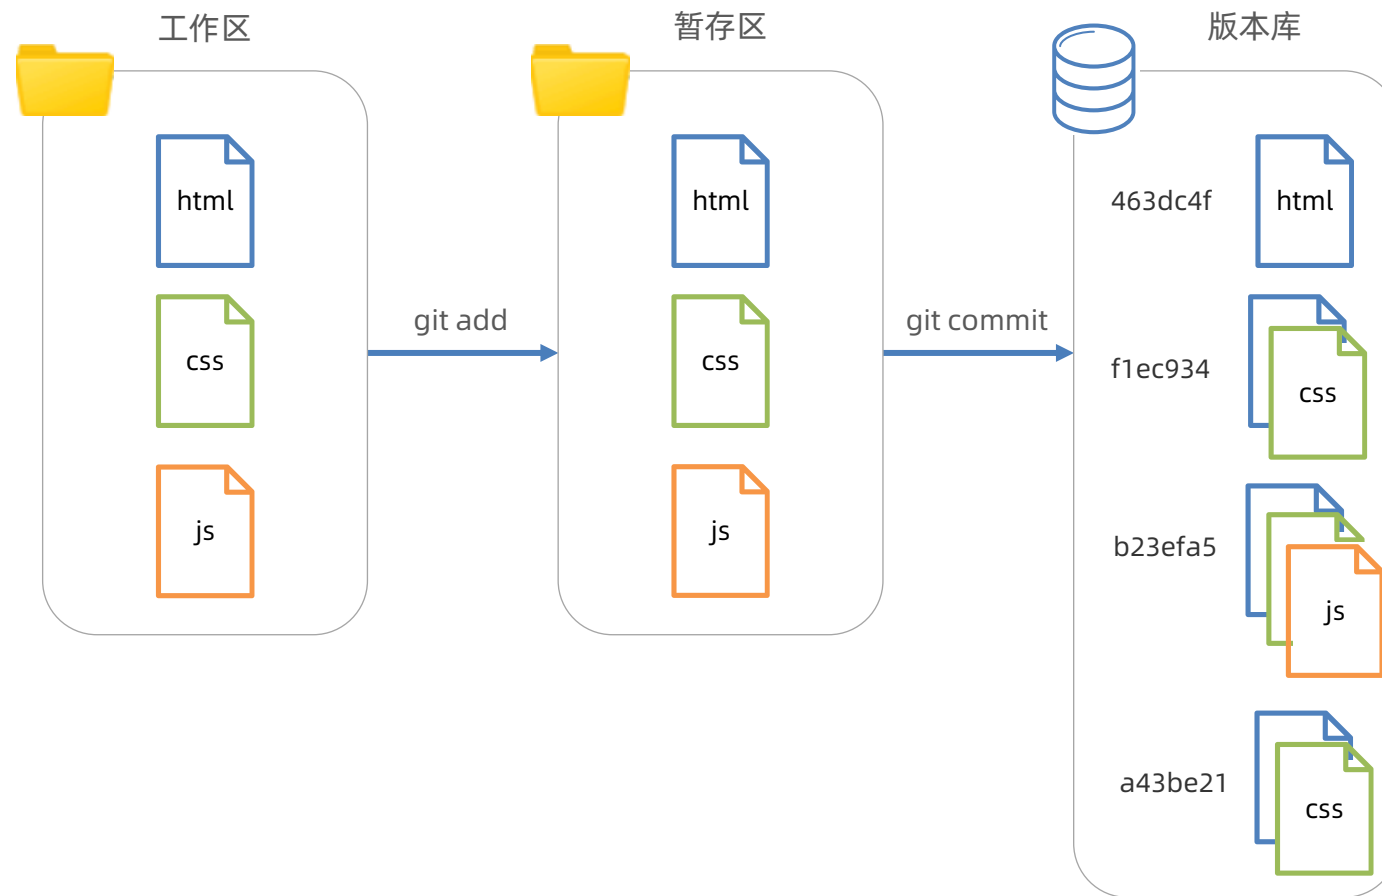 工作区
暂存区
版本库
html
css
js
git add
html
css
js
git commit
463dc4f
html
f1ec934
css
b23efa5
js
a43be21
css